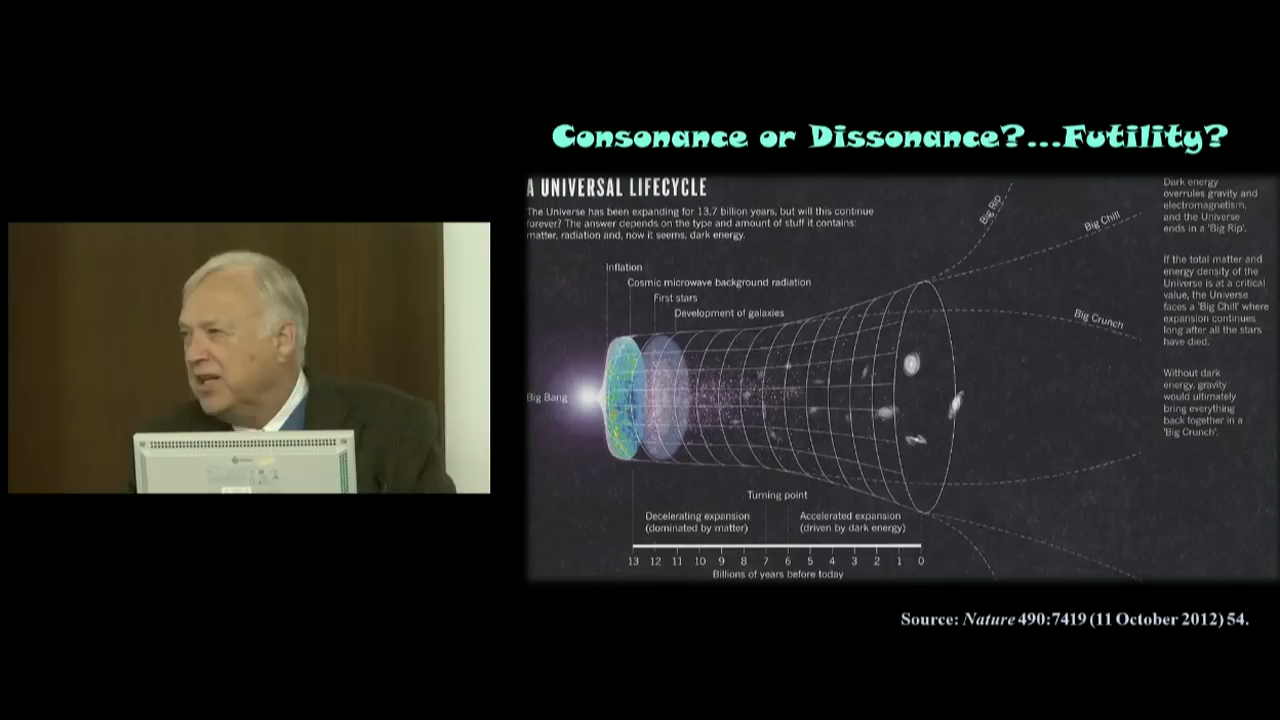 Consonance or Dissonance?...Futility?
A UNIVERSAL LIFECYCLE
The Universe has been expanding for 13.7 billion years, but will this continue
forever? The answer depends on the type and amount of stuff it contains:
matter, radiation and, now it seems, dark energy.
Inflation
Cosmic microwave background radiation
First stars
Development of galaxies
Big Bang
Big Rip
Big Chill
Big Crunch
Dark energy
overrules gravity and
electromagnetism,
and the Universe
ends in a 'Big Rip'.
If the total matter and
energy density of the
Universe is at a critical
value, the Universe
faces a 'Big Chill' where
expansion continues
long after all the stars
have died.
Without dark
energy, gravity
would ultimately
bring everything
back together in a
'Big Crunch'.
Turning point
Decelerating expansion
(dominated by matter)
Accelerated expansion
(driven by dark energy)
13 12 11 10 9 8 7 6 5 4 3 2 1 0
Billions of years before today
Source: Nature 490:7419 (11 October 2012) 54.